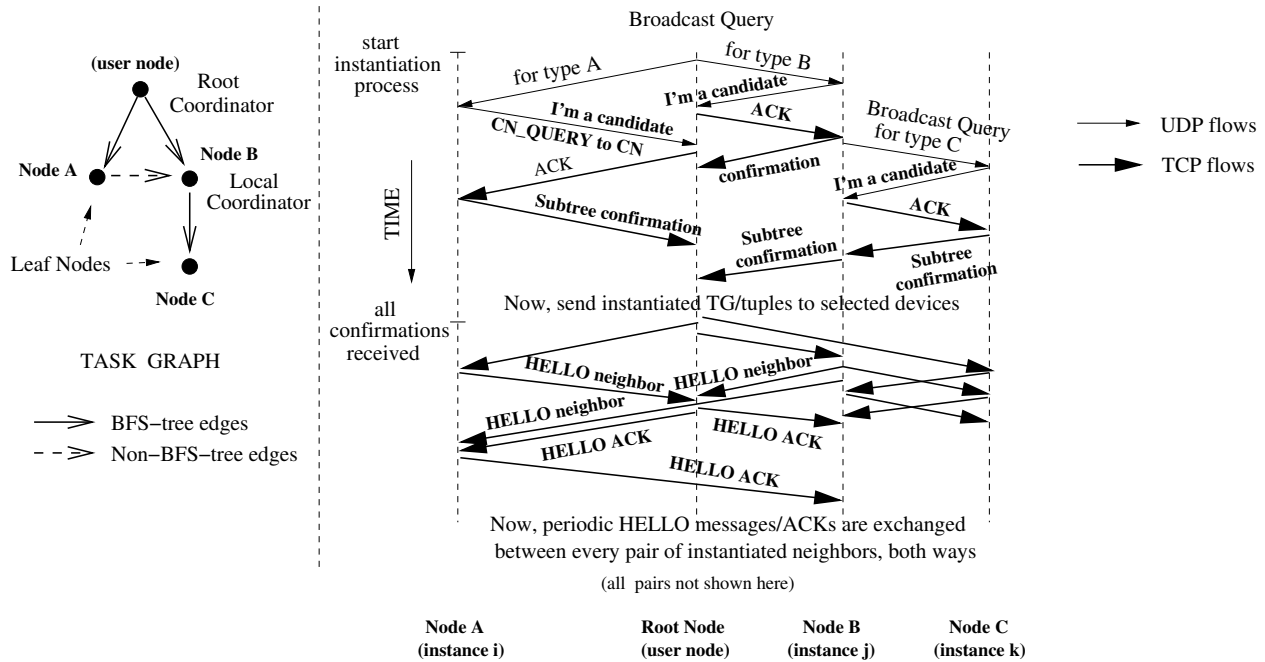 (user node)
Root
Coordinator
Node A
Node B
Local
Coordinator
Leaf Nodes
Node C
TASK GRAPH
BFS−tree edges
Non−BFS−tree edges
Broadcast Query
start
instantiation
process
for type A
for type B
I'm a candidate
I'm a candidate
CN_QUERY to CN
ACK
Broadcast Query
for type C
ACK
confirmation
I'm a candidate
ACK
TIME
Subtree confirmation
Subtree
confirmation
Subtree
confirmation
Now, send instantiated TG/tuples to selected devices
all
confirmations
received
HELLO neighbor
HELLO neighbor
HELLO neighbor
HELLO ACK
HELLO ACK
HELLO ACK
Now, periodic HELLO messages/ACKs are exchanged
between every pair of instantiated neighbors, both ways
(all pairs not shown here)
Node A
(instance i)
Root Node
(user node)
Node B
(instance j)
Node C
(instance k)
UDP flows
TCP flows